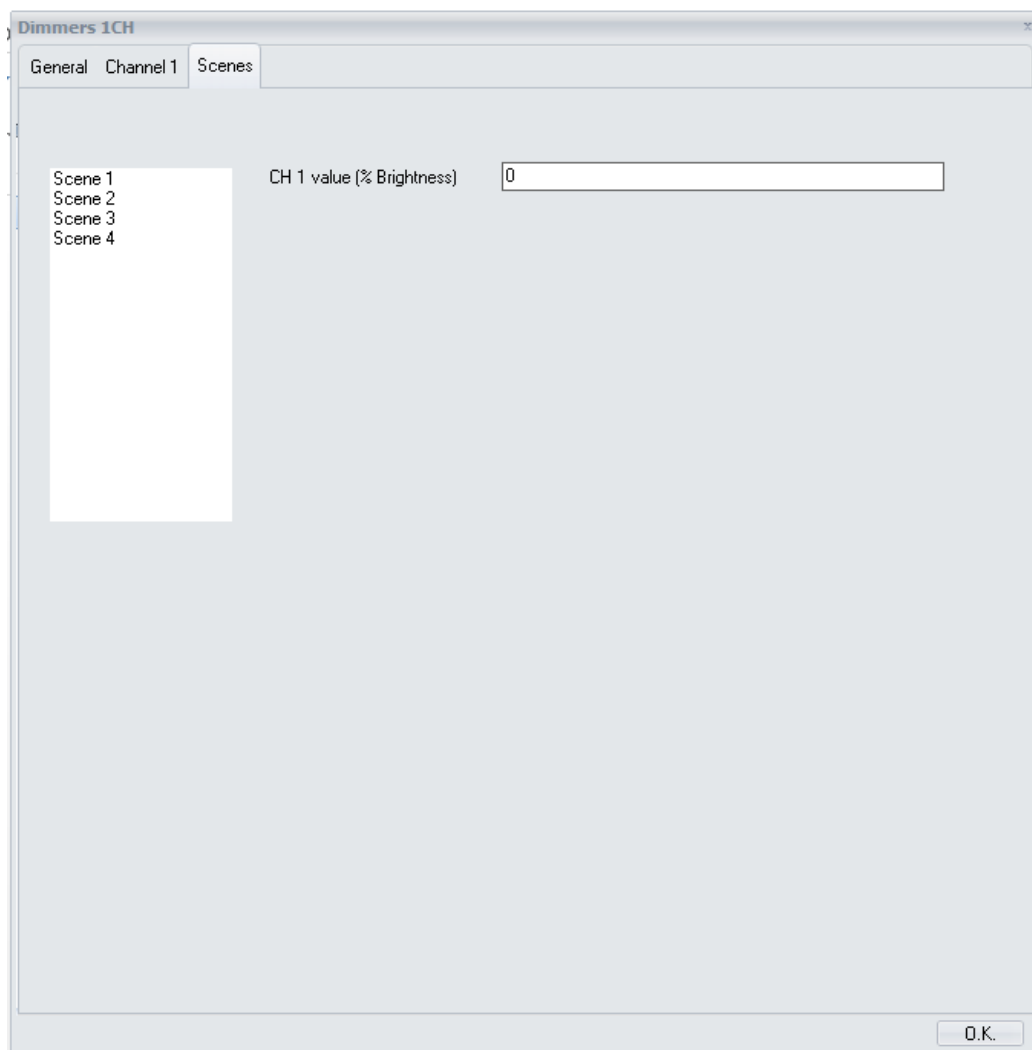 Dimmers 1CH
General Channel 1 Scenes
Scene 1
Scene 2
Scene 3
Scene 4
CH 1 value (% Brightness) 0
O.K.